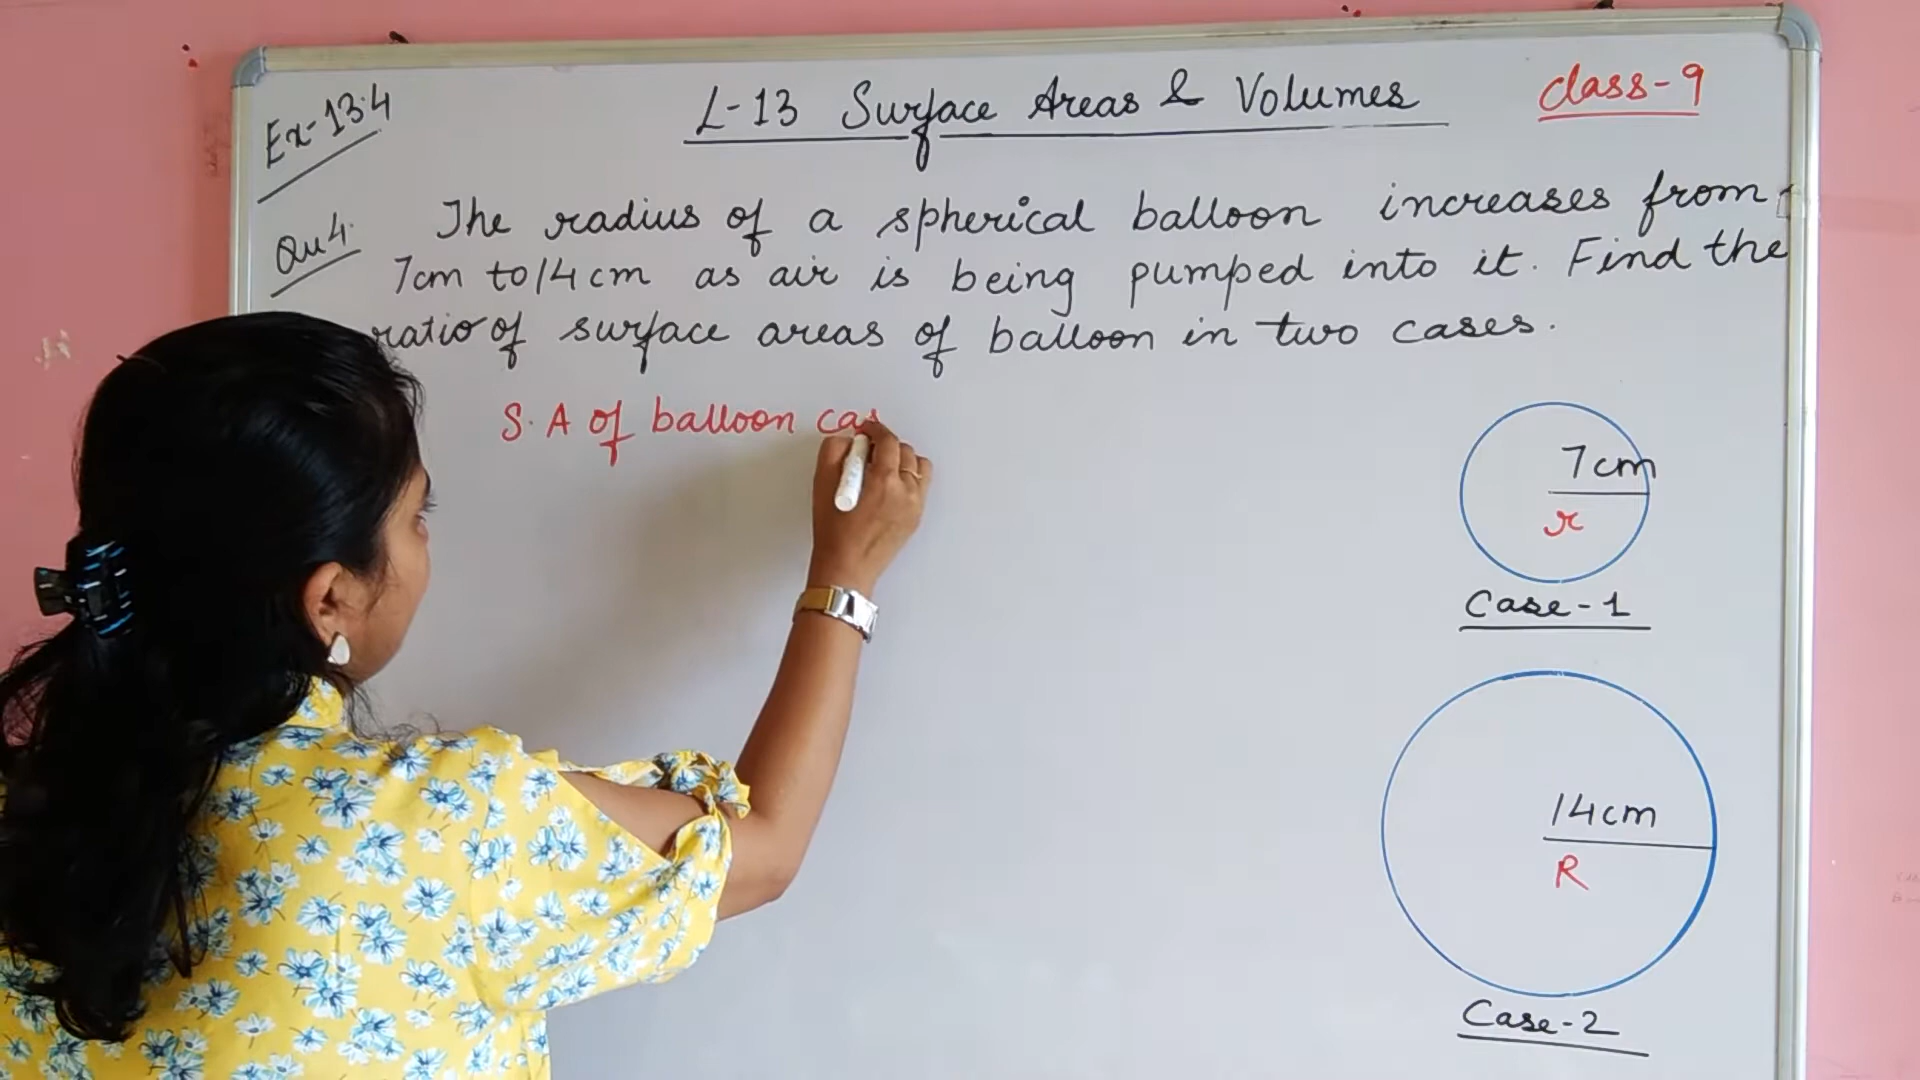 Ex-13.4
L-13 Surface Areas & Volumes
class-9
Qu4.
The radius of a spherical balloon increases from
7cm to 14cm as air is being pumped into it. Find the
ratio of surface areas of balloon in two cases.
S.A of balloon cas
7cm
r
Case-1
14cm
R
Case-2